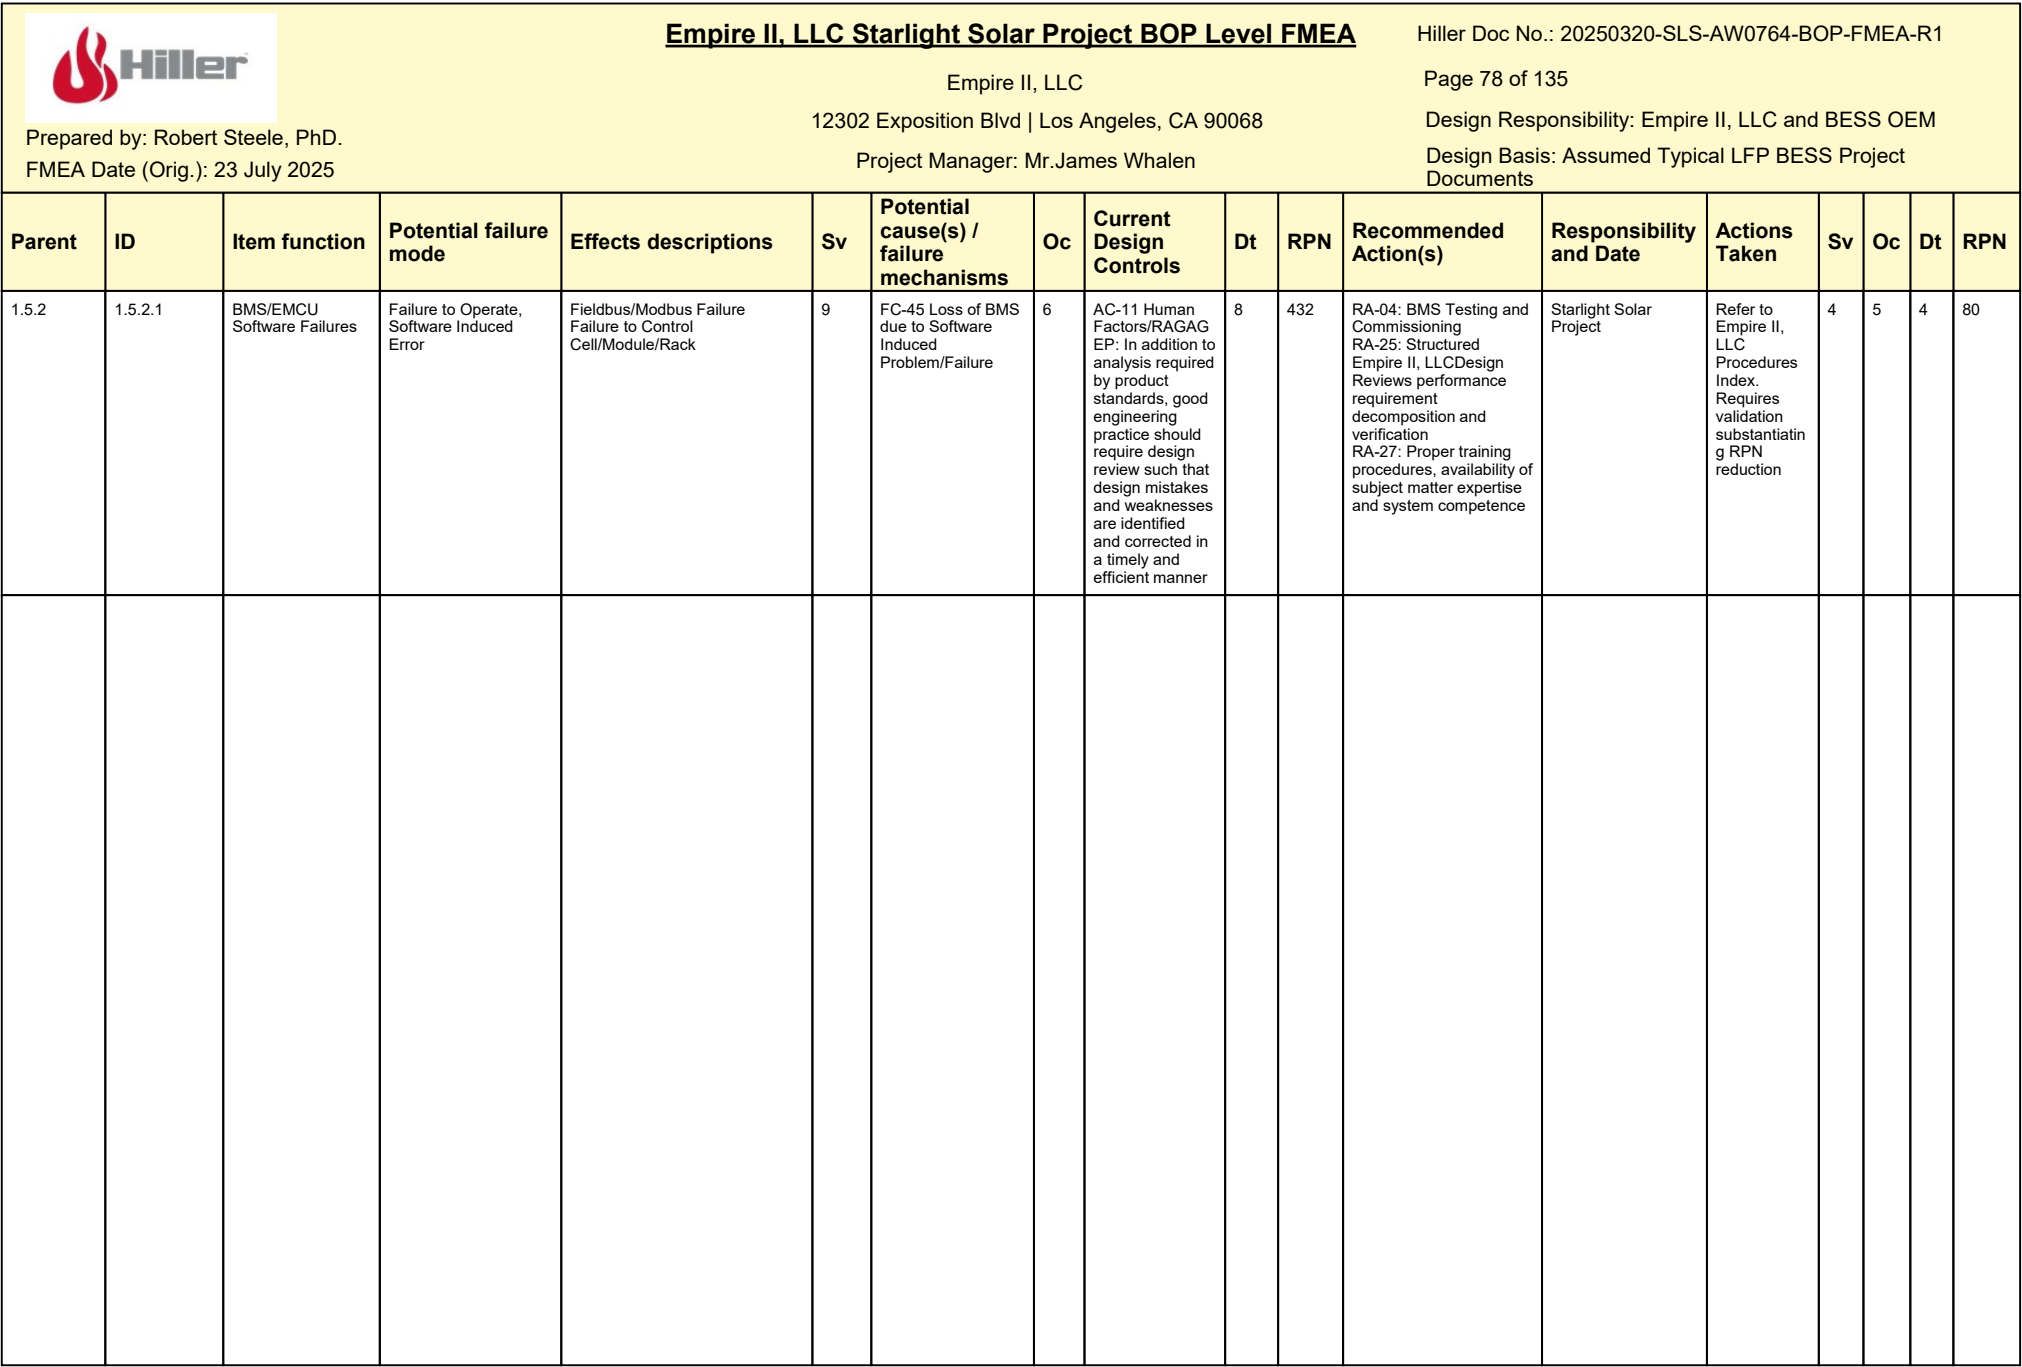 Hiller
Prepared by: Robert Steele, PhD.
FMEA Date (Orig.): 23 July 2025
Empire II, LLC Starlight Solar Project BOP Level FMEA
Empire II, LLC
12302 Exposition Blvd | Los Angeles, CA 90068
Project Manager: Mr.James Whalen
Hiller Doc No.: 20250320-SLS-AW0764-BOP-FMEA-R1
Page 78 of 135
Design Responsibility: Empire II, LLC and BESS OEM
Design Basis: Assumed Typical LFP BESS Project
Documents
Parent
ID
Item function
Potential failure
mode
Effects descriptions
Sv
Potential
cause(s) /
failure
mechanisms
Oc
Current
Design
Controls
Dt
RPN
Recommended
Action(s)
Responsibility
and Date
Actions
Taken
Sv
Oc
Dt
RPN
1.5.2
1.5.2.1
BMS/EMCU
Software Failures
Failure to Operate,
Software Induced
Error
Fieldbus/Modbus Failure
Failure to Control
Cell/Module/Rack
9
FC-45 Loss of BMS
due to Software
Induced
Problem/Failure
6
AC-11 Human
Factors/RAGAG
EP: In addition to
analysis required
by product
standards, good
engineering
practice should
require design
review such that
design mistakes
and weaknesses
are identified
and corrected in
a timely and
efficient manner
8
432
RA-04: BMS Testing and
Commissioning
RA-25: Structured
Empire II, LLCDesign
Reviews performance
requirement
decomposition and
verification
RA-27: Proper training
procedures, availability of
subject matter expertise
and system competence
Starlight Solar
Project
Refer to
Empire II,
LLC
Procedures
Index.
Requires
validation
substantiatin
g RPN
reduction
4
5
4
80